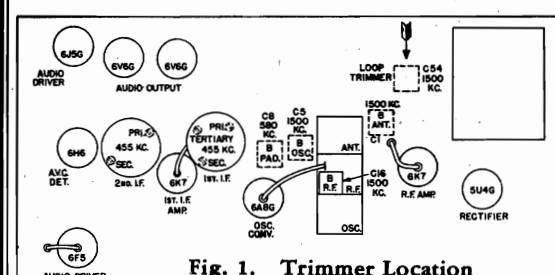 6J5G
6V6G
6V6G
AUDIO
DRIVER
AUDIO OUTPUT
LOOP
TRIMMER
C54
1500
KC.
6H6
A.V.C.
DET.
PRI.
455 KC.
SEC.
2ND. I.F.
6K7
1ST. I.F.
AMP.
PRI.
TERTIARY
455 KC.
SEC.
1ST. I.F.
C8
580
KC.
B
PAD.
C5
1500
KC.
B
OSC.
6A8G
OSC.
CONV.
ANT.
B
R.F.
R.F.
OSC.
1500 KC.
B
ANT.
C1
C16
1500
KC.
6K7
R.F. AMP.
5U4G
RECTIFIER
6F5
AUDIO DRIVER
Fig. 1. Trimmer Location